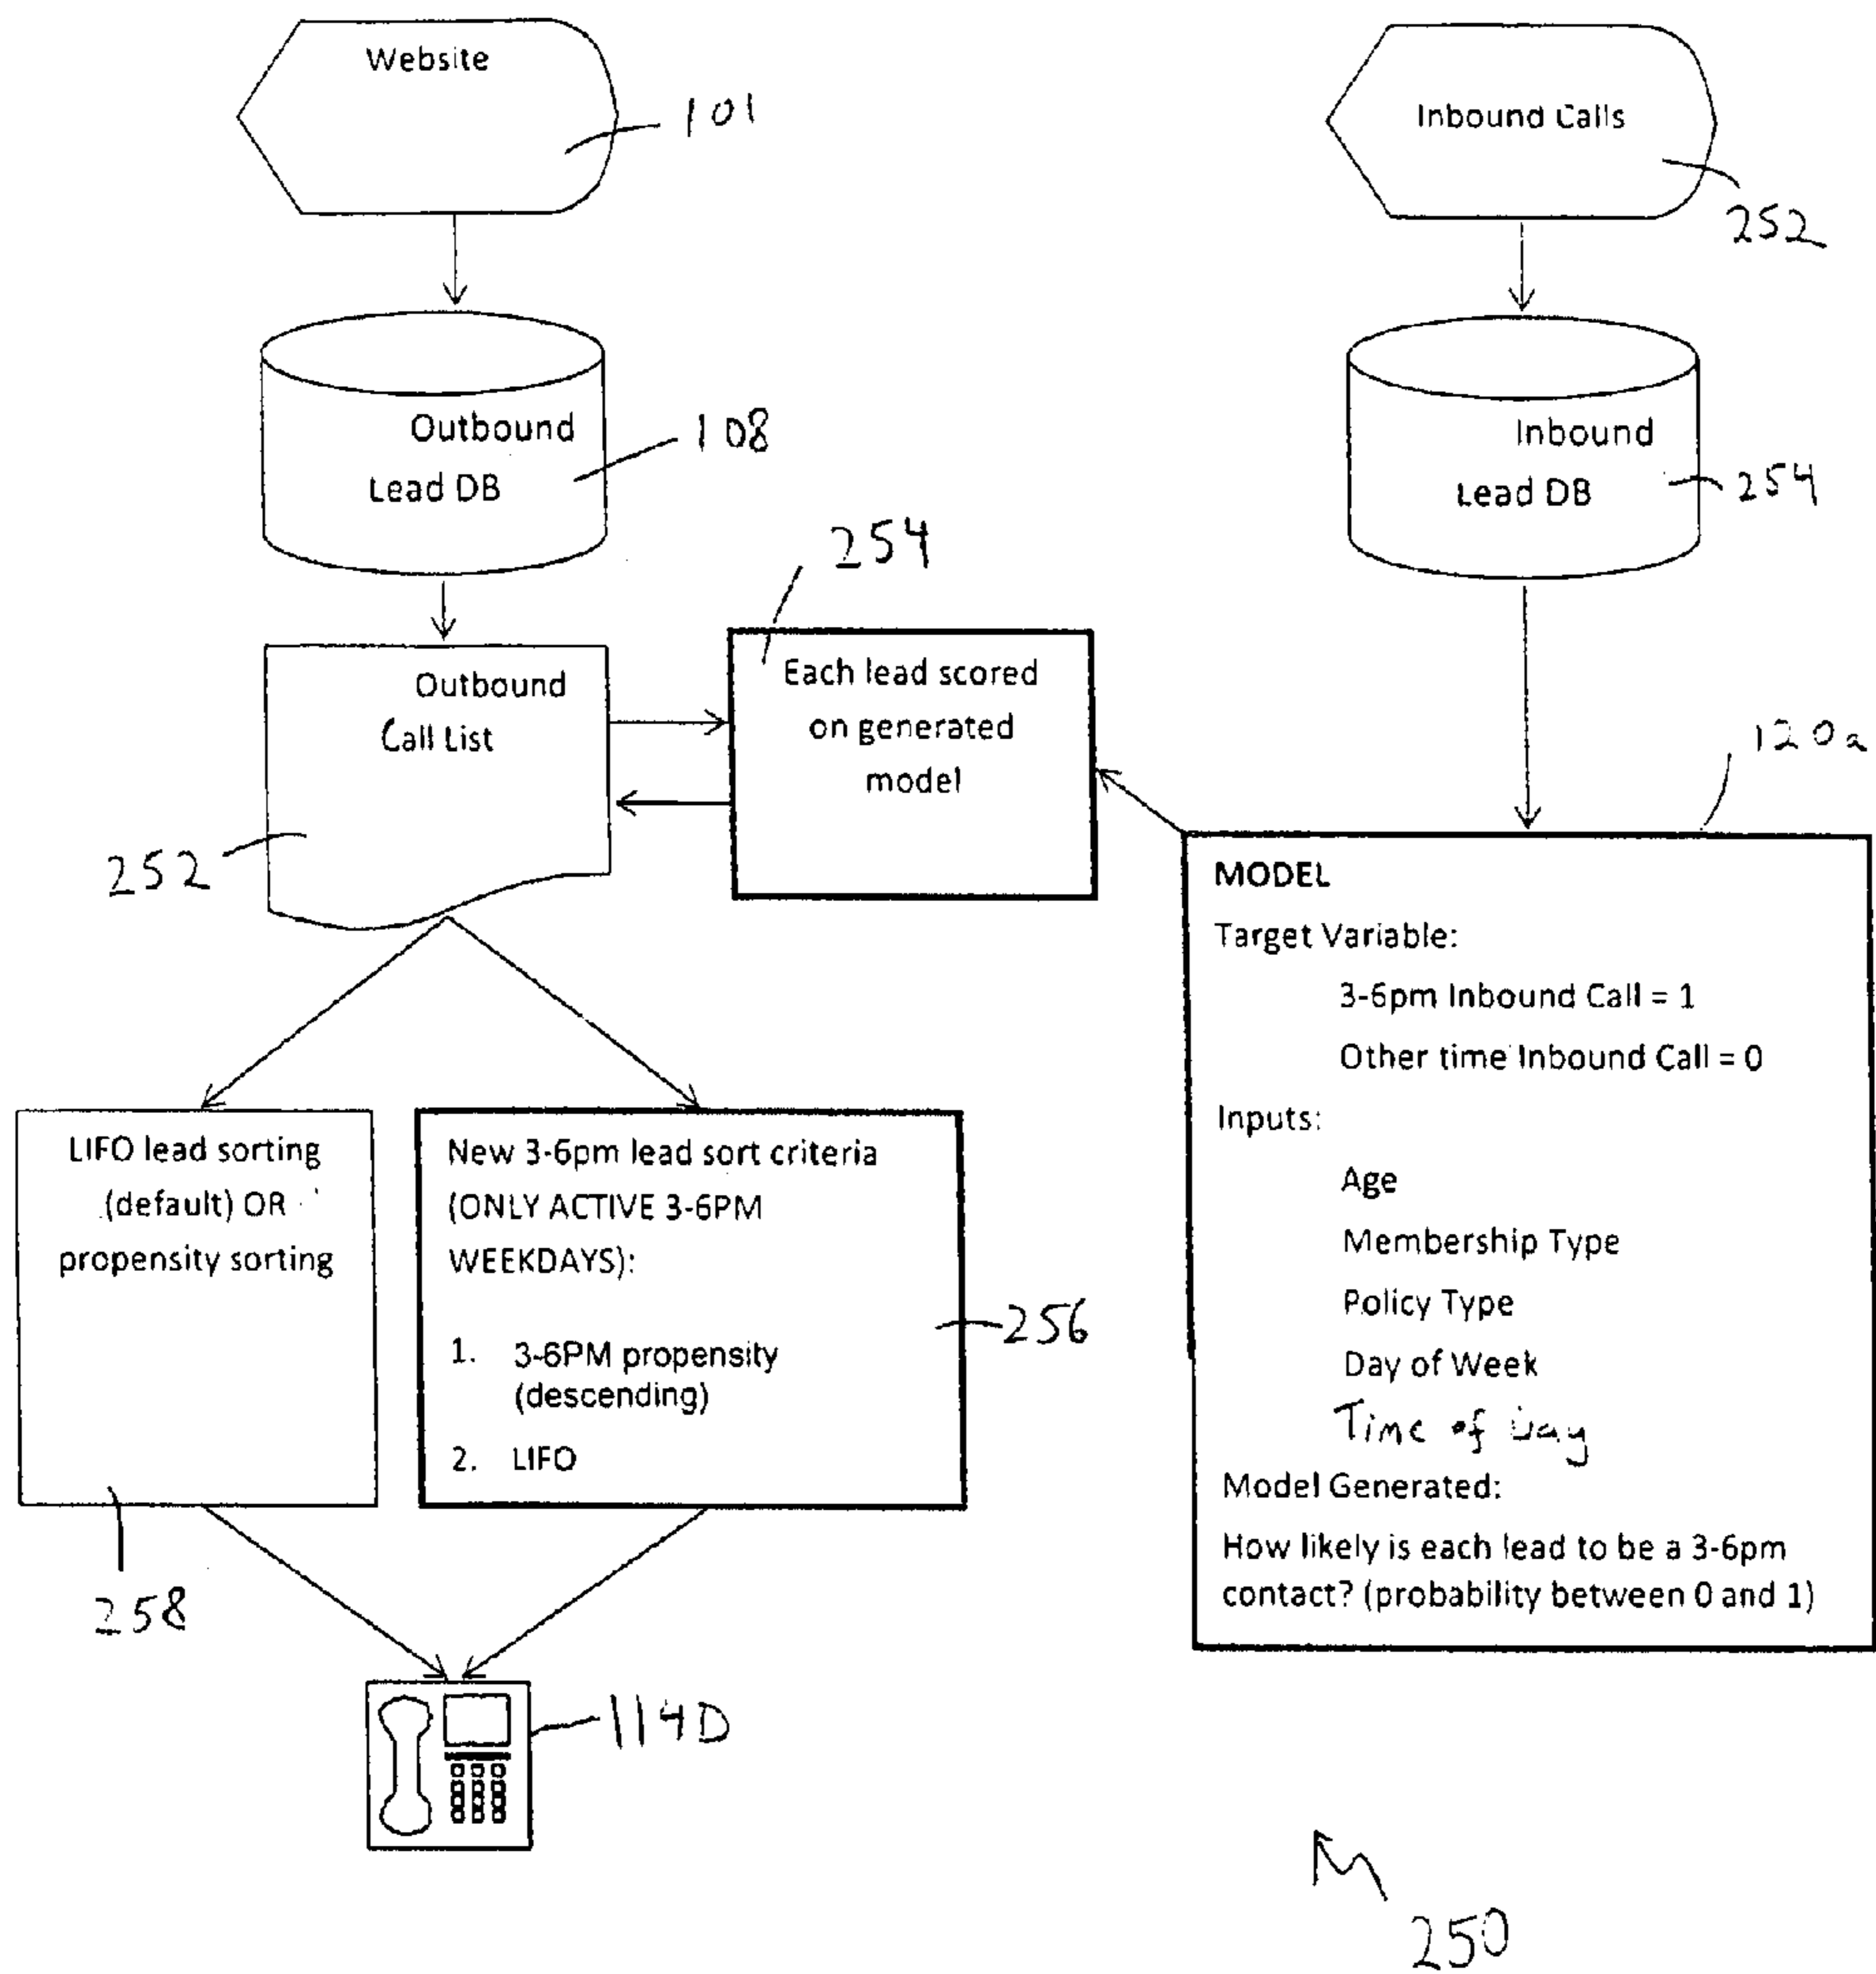 Website
101
Inbound Calls
252
Outbound
Lead DB
108
Inbound
Lead DB
254
254
Outbound
Call List
252
Each lead scored
on generated
model
120a
MODEL
Target Variable:
3-6pm Inbound Call = 1
Other time Inbound Call = 0
Inputs:
Age
Membership Type
Policy Type
Day of Week
Time of Day
Model Generated:
How likely is each lead to be a 3-6pm
contact? (probability between 0 and 1)
LIFO lead sorting
(default) OR
propensity sorting
258
New 3-6pm lead sort criteria
(ONLY ACTIVE 3-6PM
WEEKDAYS):
1. 3-6PM propensity
(descending)
2. LIFO
256
114D
250